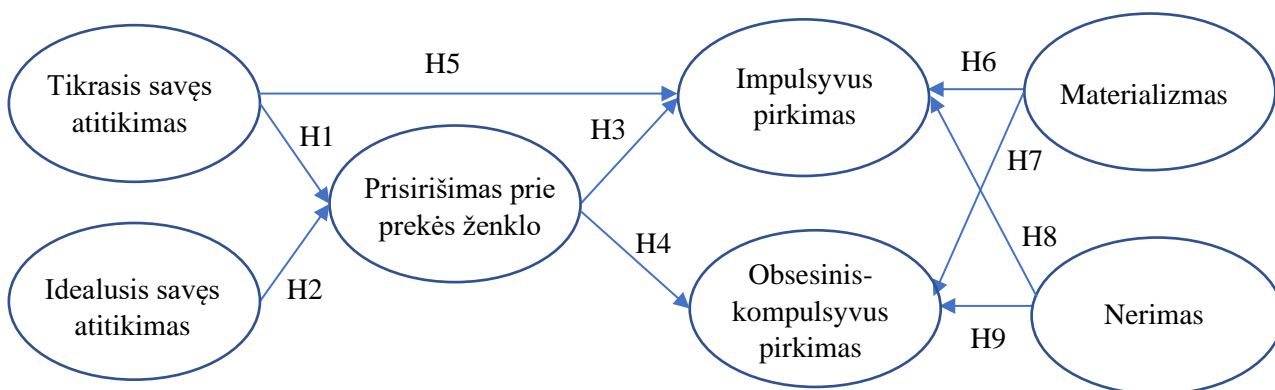 Tikrasis savęs
atitikimas
H5
Impulsyvus
pirkimas
H6
Materializmas
H1
H3
H7
Prisirišimas prie
prekės ženklo
Idealusis savęs
atitikimas
H2
H4
H8
Obsesinis-
kompulsyvus
pirkimas
H9
Nerimas